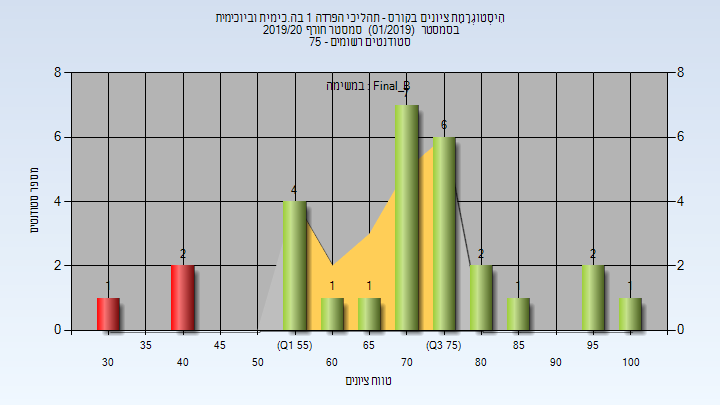 היסטוגרמת ציונים בקורס - תהליכי הפרדה 1 בה.כימית וביוכימית
בסמסטר (01/2019) סמסטר חורף 2019/20
סטודנטים רשומים - 75
במשימה : Final_B
מספר סטודנטים
8 6 4 2 0
8 6 4 2 0
1 2 4 1 1 7 6 2 1 2 1
35 45 (Q1 55) 65 (Q3 75) 85 95
30 40 50 60 70 80 90 100
טווח ציונים